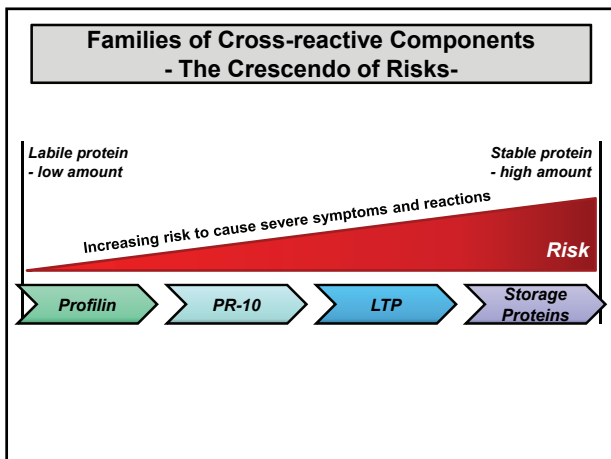 Families of Cross-reactive Components
- The Crescendo of Risks-
Labile protein
- low amount
Stable protein
- high amount
Increasing risk to cause severe symptoms and reactions
Risk
Profilin
PR-10
LTP
Storage
Proteins